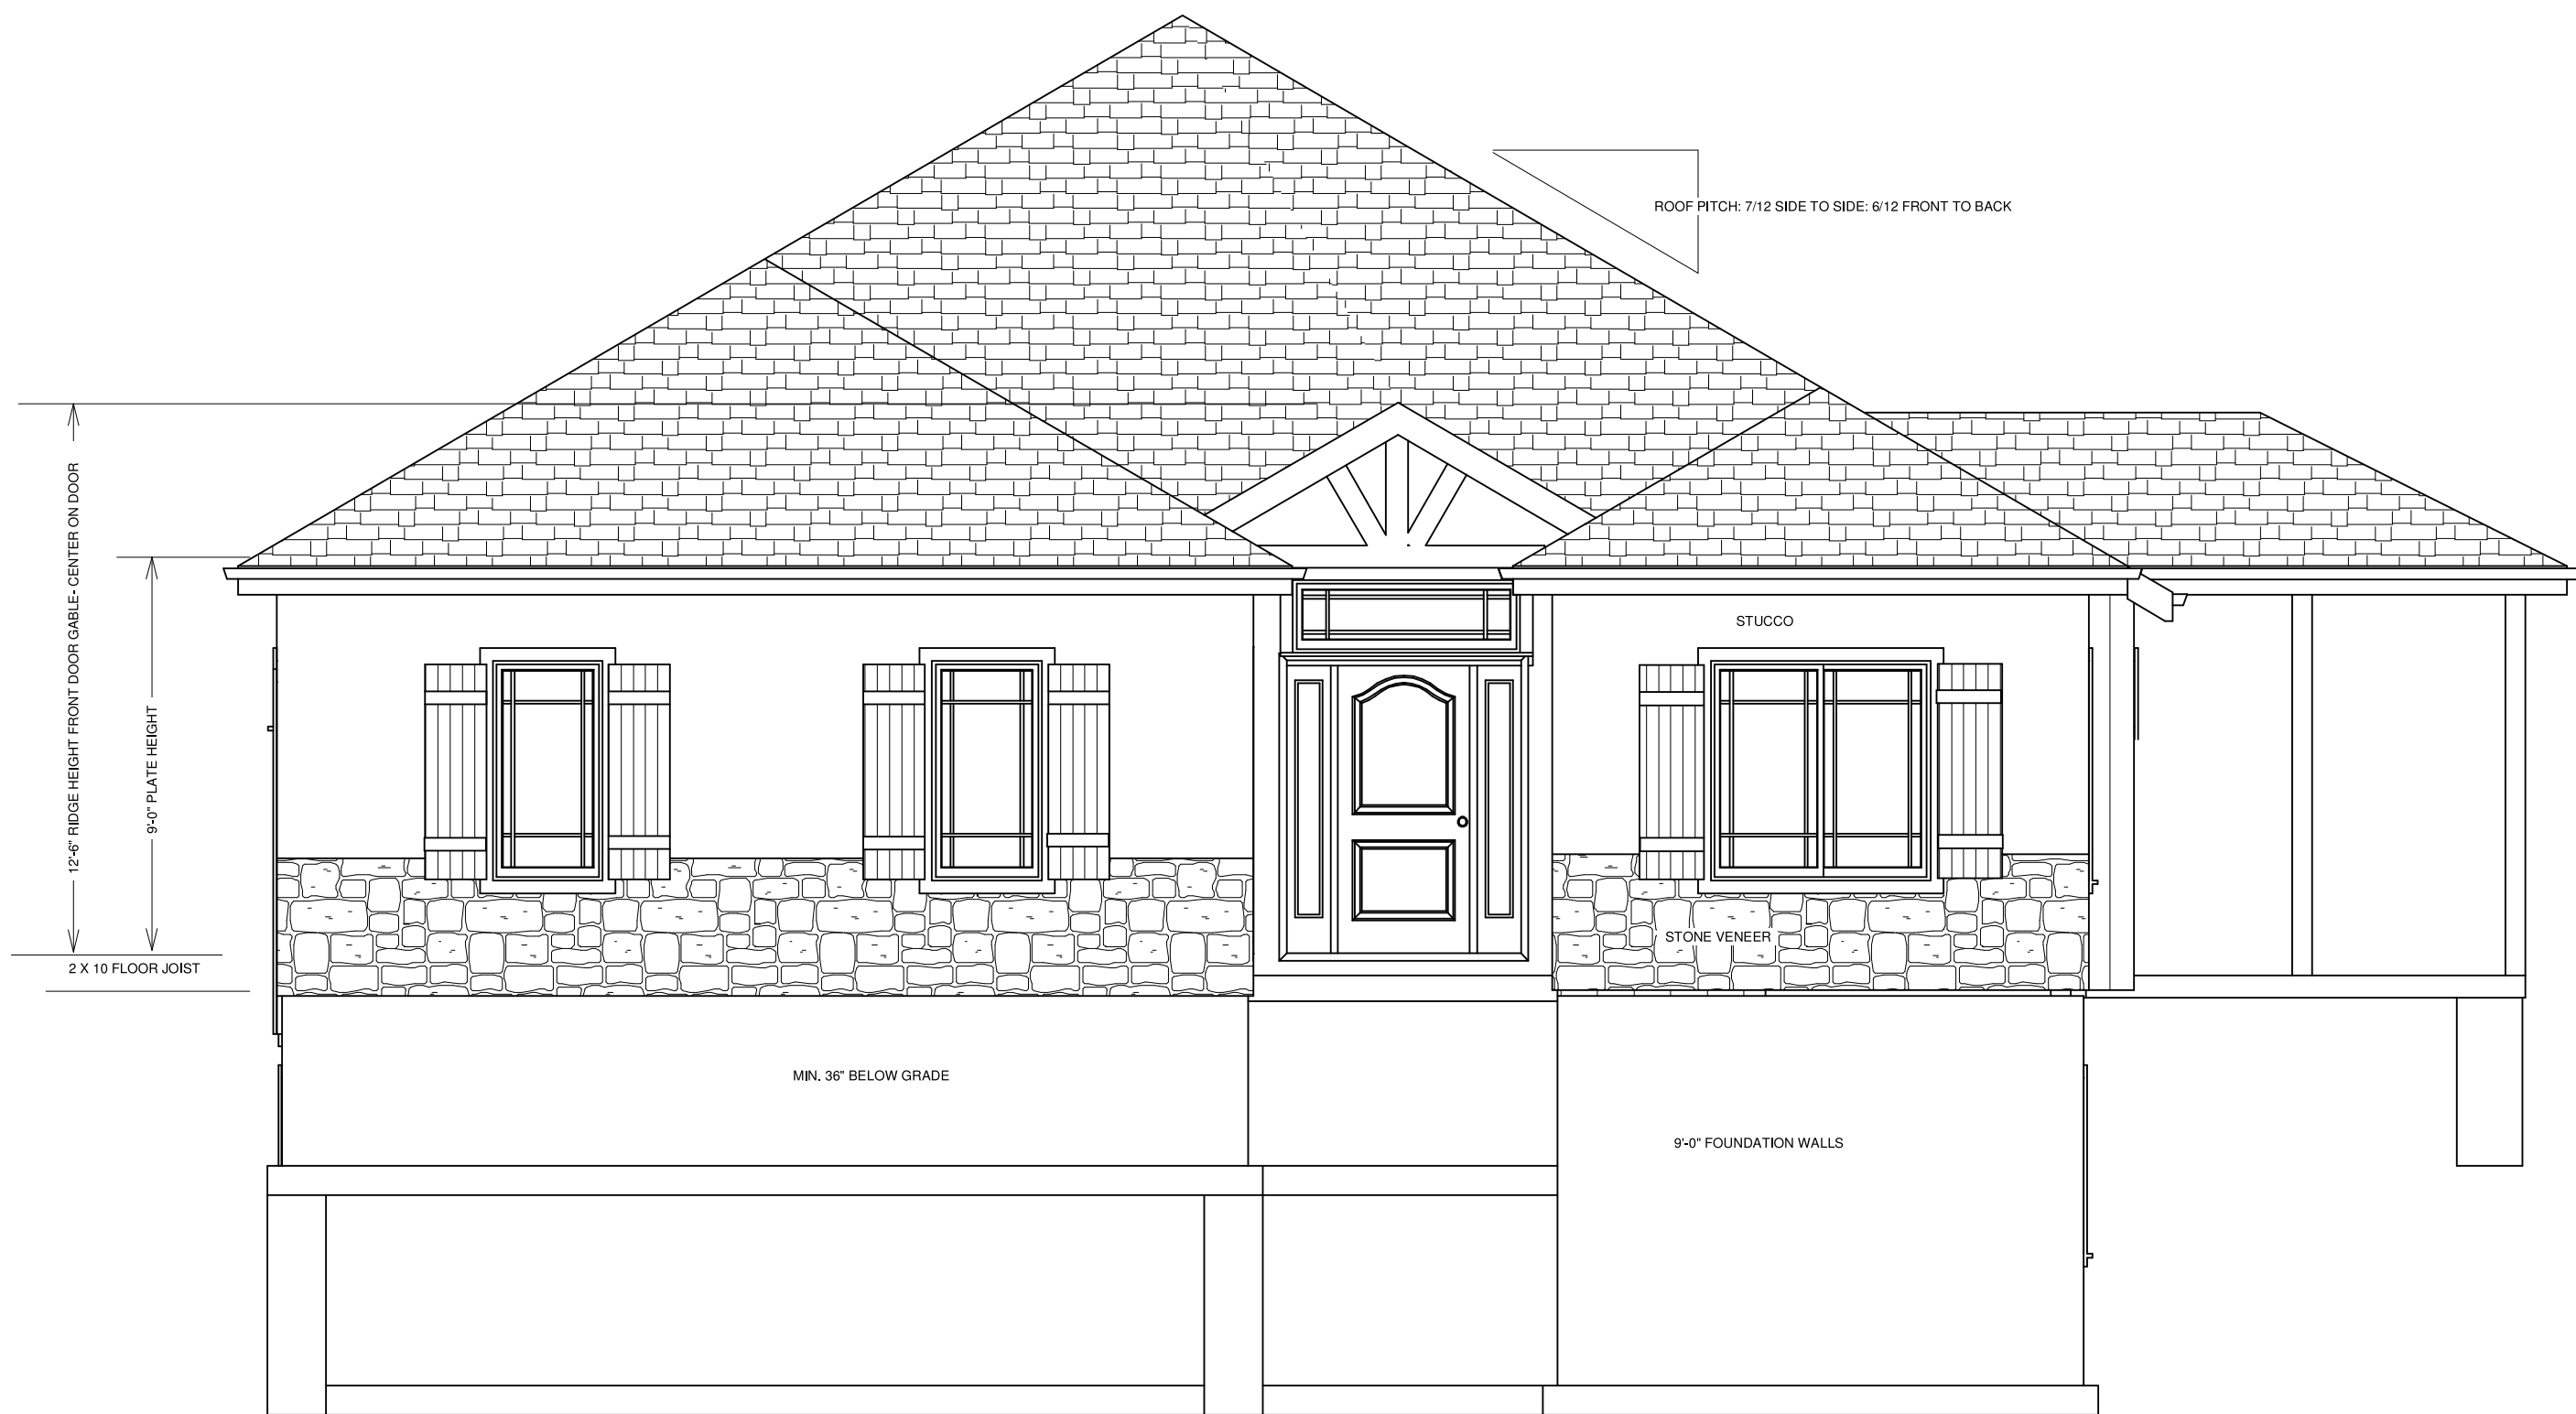 ROOF PITCH: 7/12 SIDE TO SIDE: 6/12 FRONT TO BACK
12'-6" RIDGE HEIGHT FRONT DOOR GABLE- CENTER ON DOOR
9'-0" PLATE HEIGHT
STUCCO
STONE VENEER
2 X 10 FLOOR JOIST
MIN. 36" BELOW GRADE
9'-0" FOUNDATION WALLS